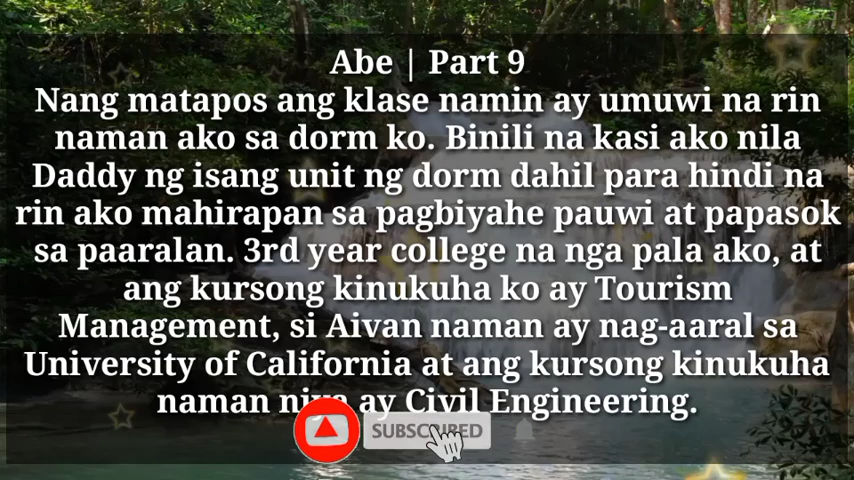 Abe | Part 9
Nang matapos ang klase namin ay umuwi na rin
naman ako sa dorm ko. Binili na kasi ako nila
Daddy ng isang unit ng dorm dahil para hindi na
rin ako mahirapan sa pagbiyahe pauwi at papasok
sa paaralan. 3rd year college na nga pala ako, at
ang kursong kinukuha ko ay Tourism
Management, si Aivan naman ay nag-aaral sa
University of California at ang kursong kinukuha
naman niya ay Civil Engineering.
SUBSCRIBED